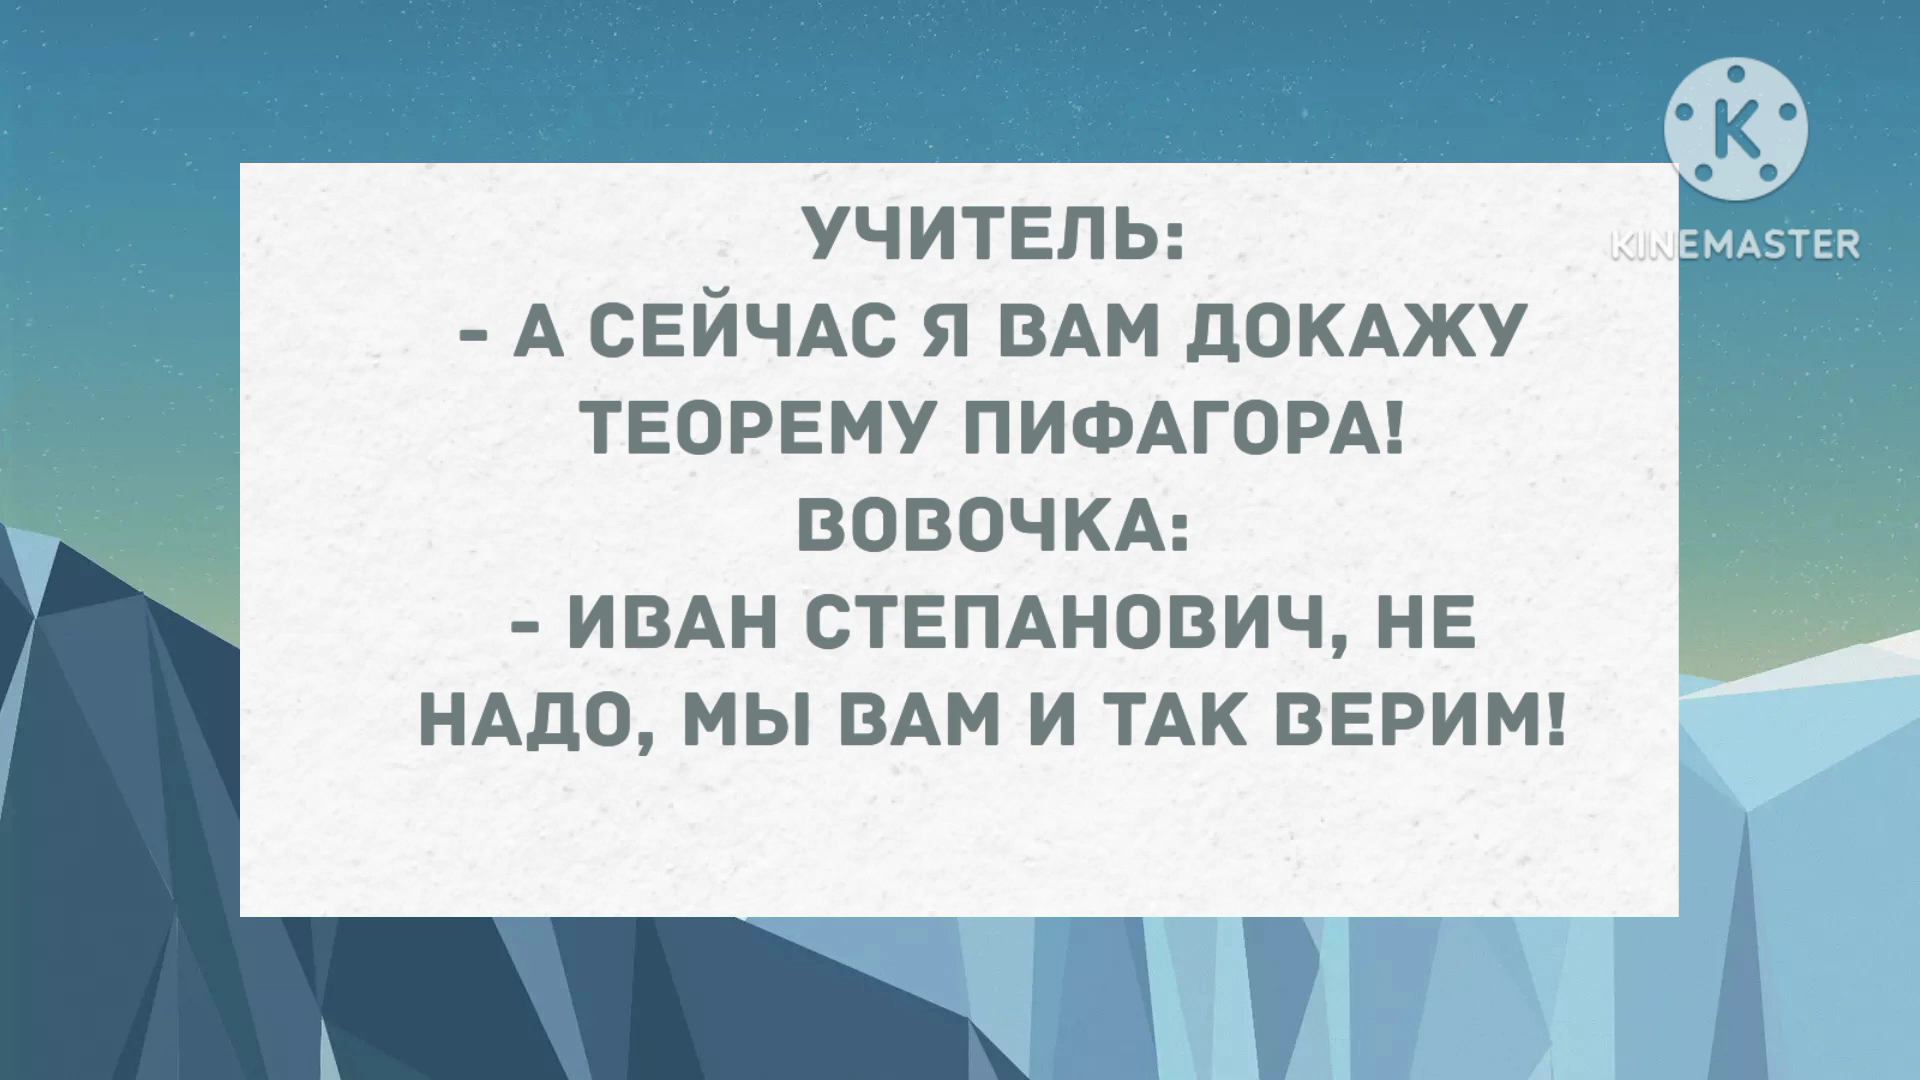 K
KINEMASTER
УЧИТЕЛЬ:
- А СЕЙЧАС Я ВАМ ДОКАЖУ
ТЕОРЕМУ ПИФАГОРА!
ВОВОЧКА:
- ИВАН СТЕПАНОВИЧ, НЕ
НАДО, МЫ ВАМ И ТАК ВЕРИМ!